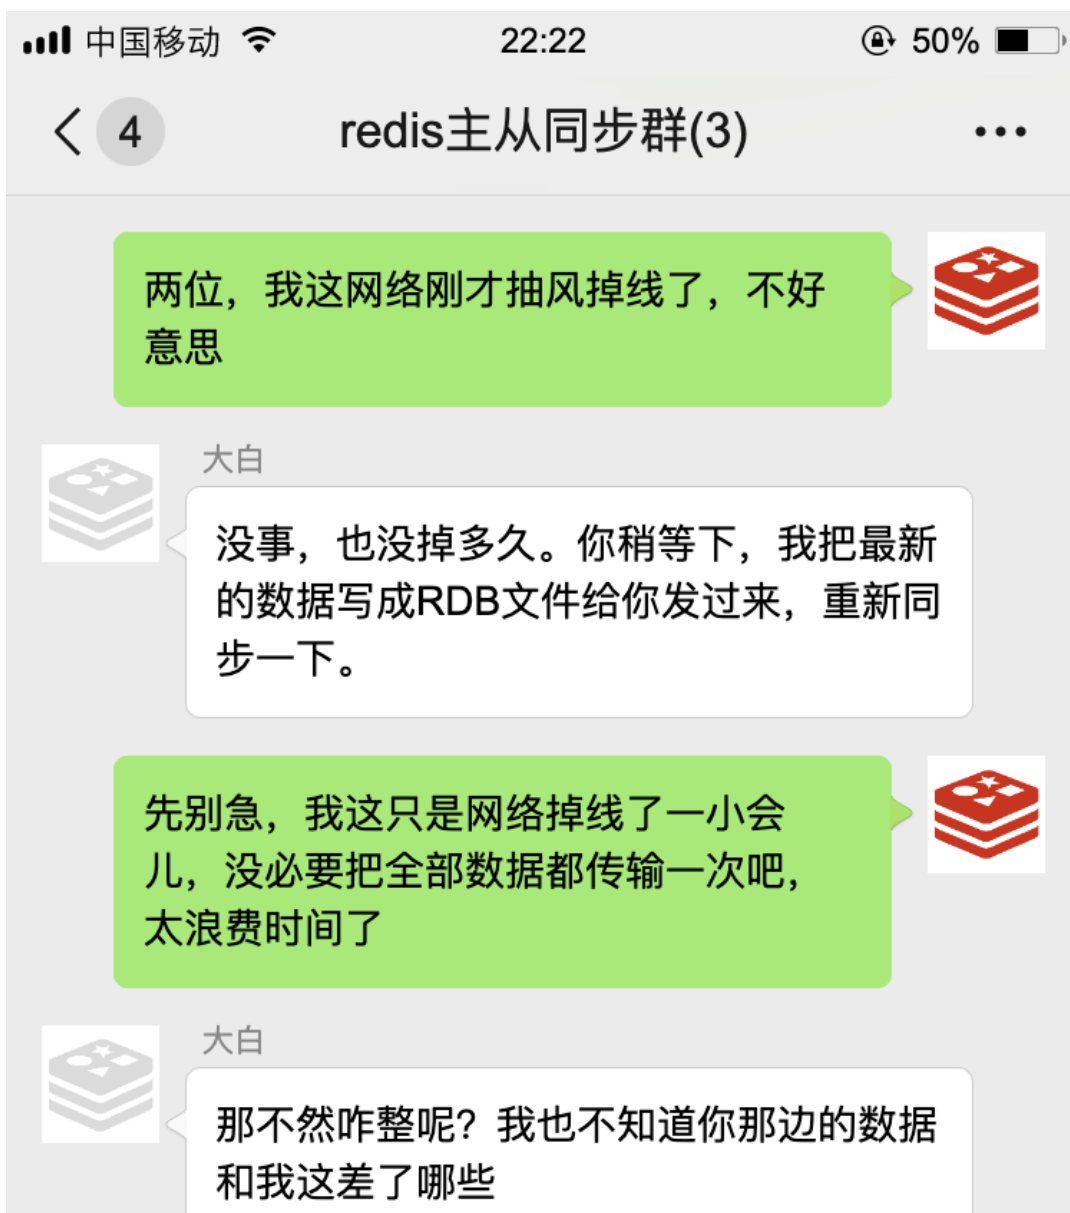 中国移动 22:22 50%
4 redis主从同步群(3)
两位，我这网络刚才抽风掉线了，不好
意思
大白
没事，也没掉多久。你稍等下，我把最新
的数据写成RDB文件给你发过来，重新同
步一下。
先别急，我这只是网络掉线了一小会
儿，没必要把全部数据都传输一次吧，
太浪费时间了
大白
那不然咋整呢？我也不知道你那边的数据
和我这差了哪些